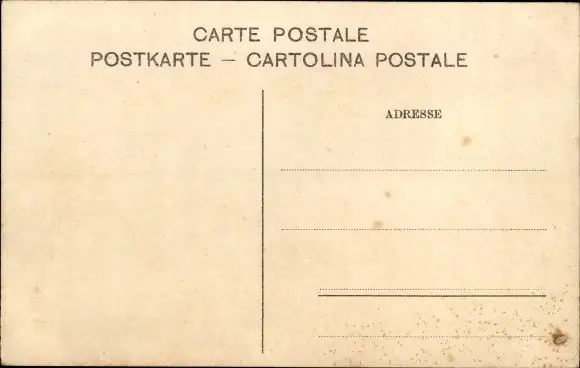 CARTE POSTALE
POSTKARTE – CARTOLINA POSTALE
ADRESSE